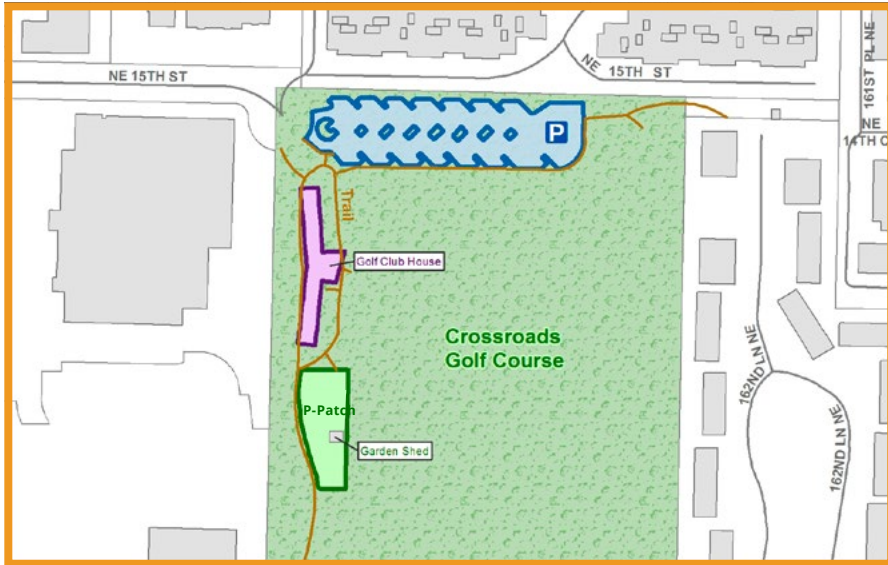 NE 15TH ST
NE 15TH ST
161ST PL NE
NE
14TH C
P
Trail
Golf Club House
Crossroads
Golf Course
P-Patch
Garden Shed
162ND LN NE
162ND LN NE